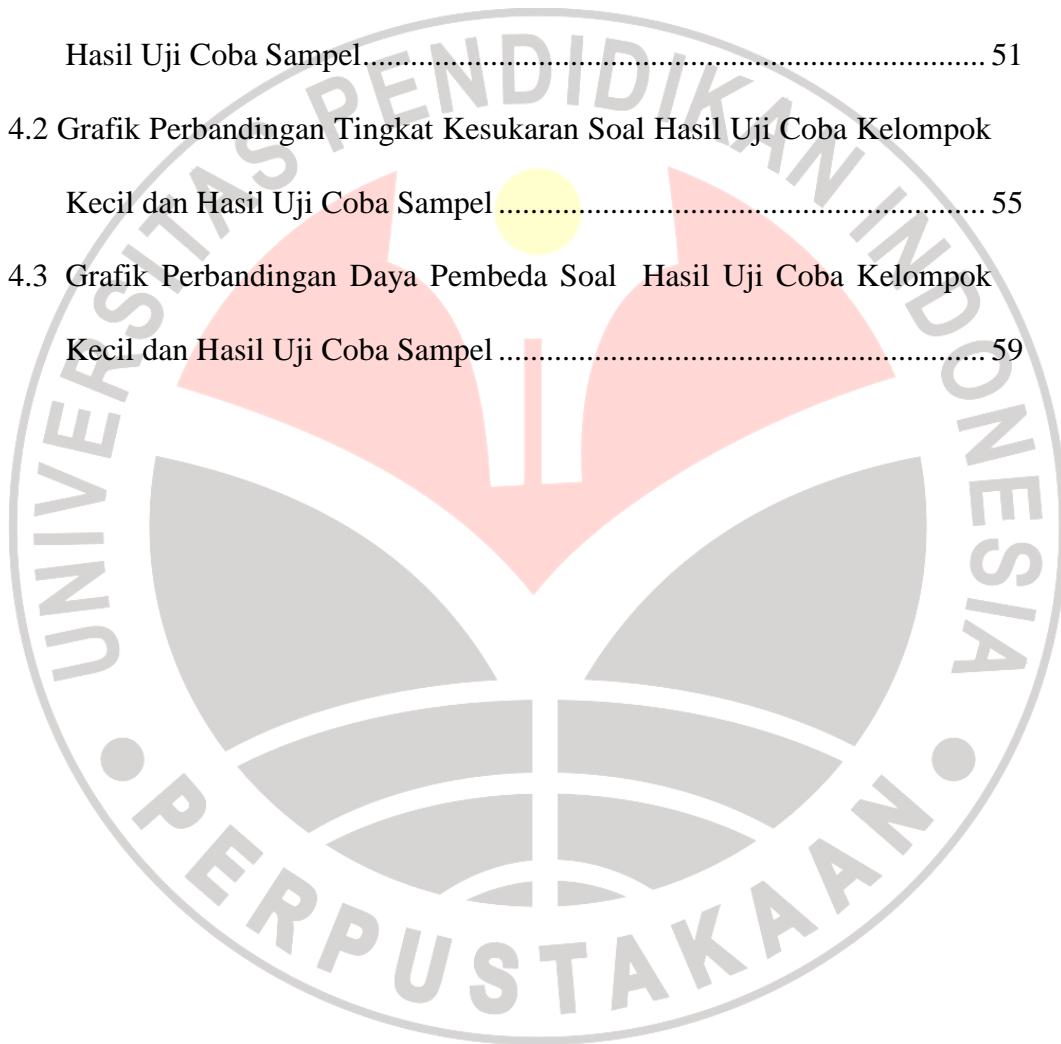 Hasil Uji Coba Sampel.............................................................................. 51
4.2 Grafik Perbandingan Tingkat Kesukaran Soal Hasil Uji Coba Kelompok
Kecil dan Hasil Uji Coba Sampel ............................................................. 55
4.3 Grafik Perbandingan Daya Pembeda Soal Hasil Uji Coba Kelompok
Kecil dan Hasil Uji Coba Sampel ............................................................. 59
UNIVERSITAS PENDIDIKAN INDONESIA
PERPUSTAKAAN